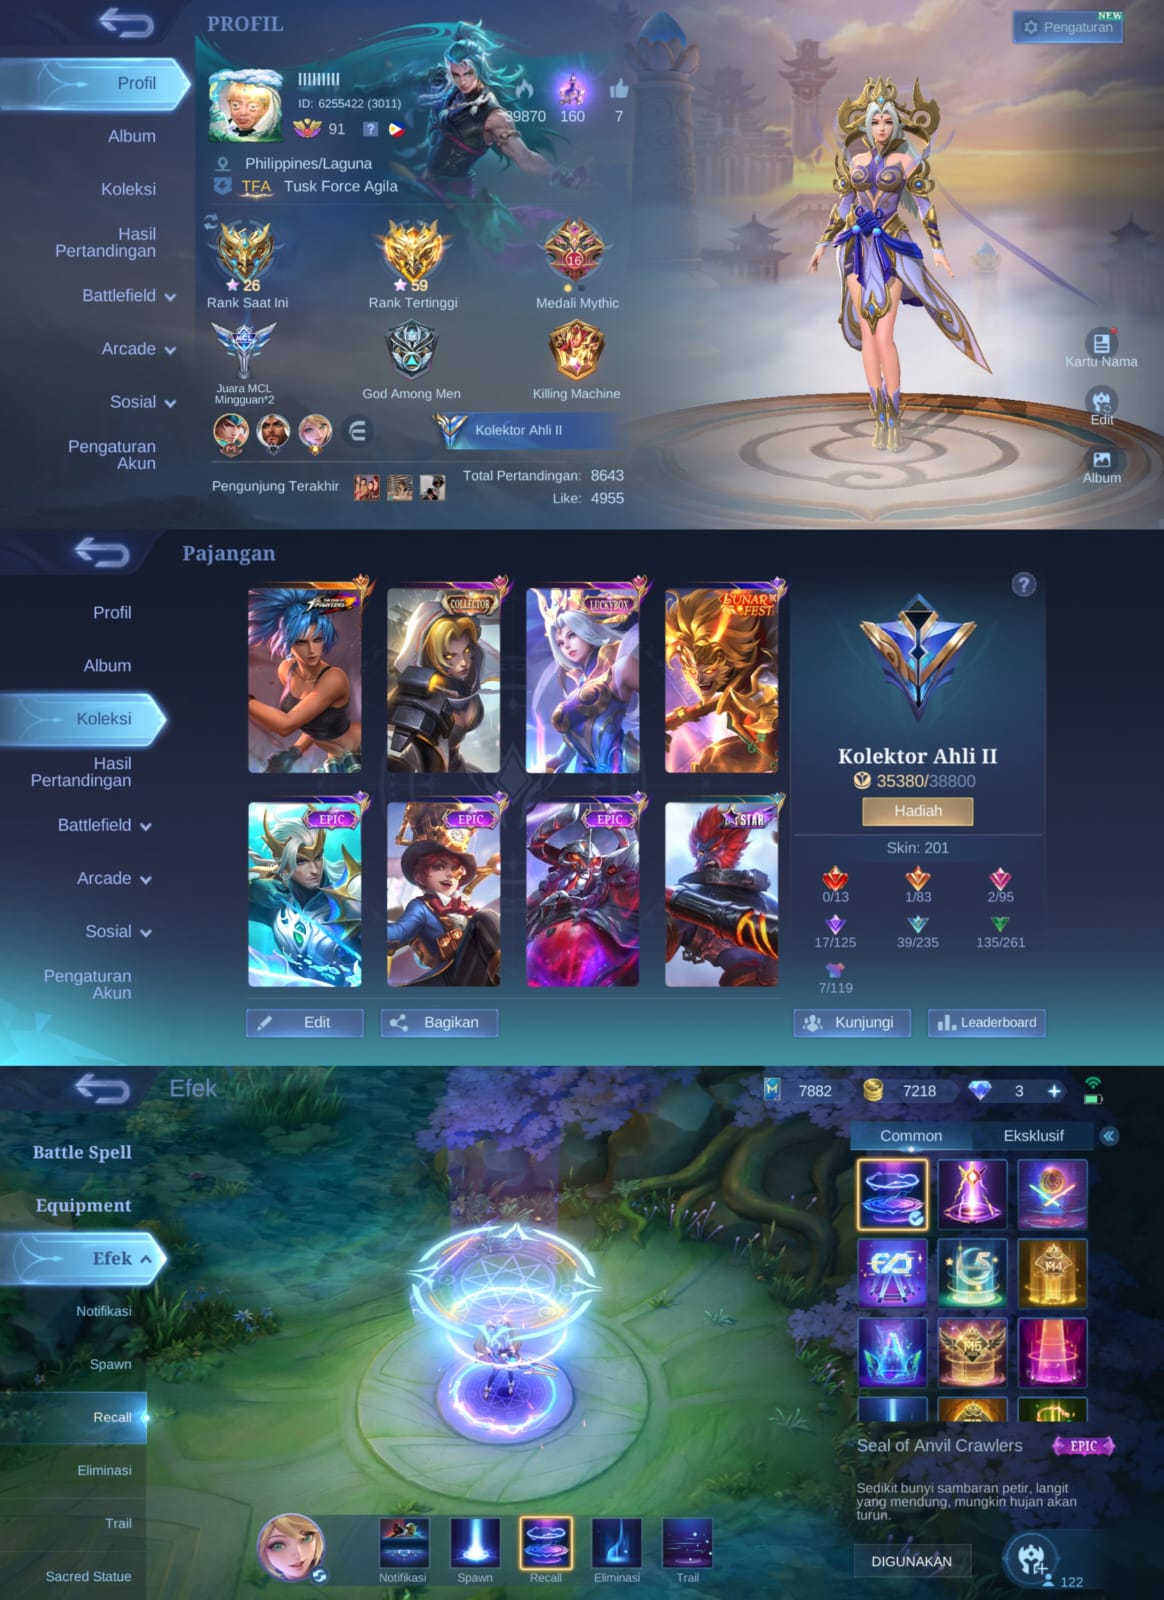 PROFIL
NEW
Pengaturan
Profil
Album
Koleksi
Hasil
Pertandingan
Battlefield
Arcade
Sosial
Pengaturan
Akun
ID: 6255422 (3011)
91
?
39870
160
7
Philippines/Laguna
TFA
Tusk Force Agila
26
59
16
Rank Saat Ini
Rank Tertinggi
Medali Mythic
MCL
Juara MCL
Mingguan*2
God Among Men
Killing Machine
Kolektor Ahli II
Pengunjung Terakhir
Total Pertandingan: 8643
Like: 4955
Kartu Nama
Edit
Album
Pajangan
Profil
Album
Koleksi
Hasil
Pertandingan
Battlefield
Arcade
Sosial
Pengaturan
Akun
THE KING OF
FIGHTERS
COLLECTOR
LUCKYBOX
LUNAR
FEST
EPIC
EPIC
EPIC
STAR
?
Kolektor Ahli II
35380/38800
Hadiah
Skin: 201
0/13
1/83
2/95
17/125
39/235
135/261
7/119
Edit
Bagikan
Kunjungi
Leaderboard
Efek
7882
7218
3
Battle Spell
Equipment
Efek
Notifikasi
Spawn
Recall
Eliminasi
Trail
Sacred Statue
Common
Eksklusif
M4
M5
Seal of Anvil Crawlers
EPIC
Sedikit bunyi sambaran petir, langit
yang mendung, mungkin hujan akan
turun.
DIGUNAKAN
122
Notifikasi
Spawn
Recall
Eliminasi
Trail